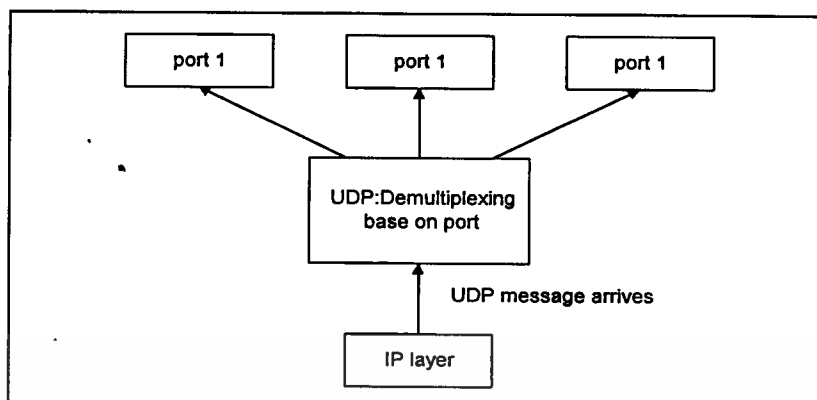 port 1
port 1
port 1
UDP:Demultiplexing
base on port
UDP message arrives
IP layer